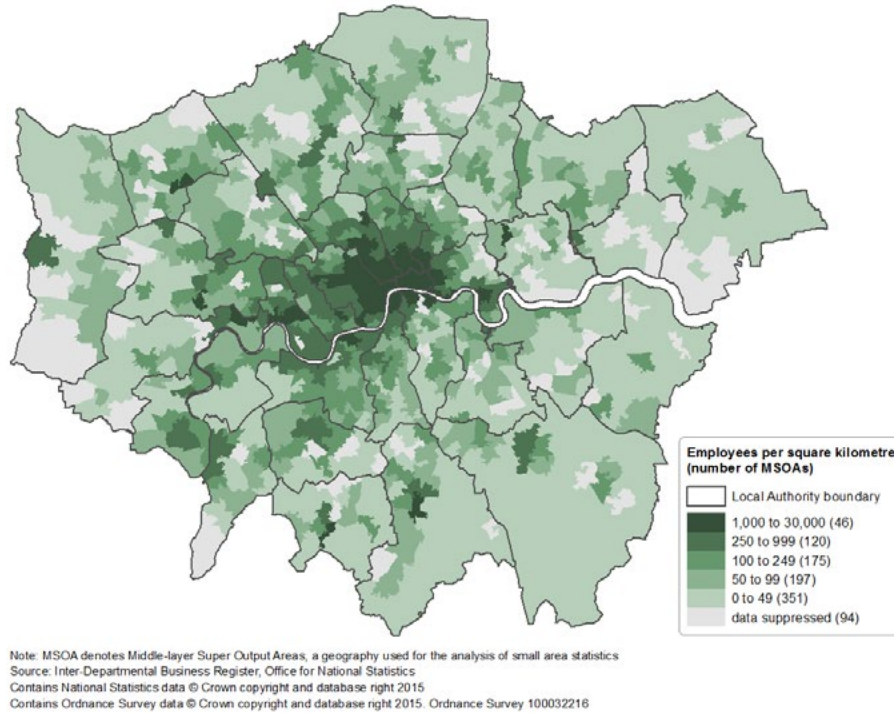 Employees per square kilometre
(number of MSOAs)
Local Authority boundary
1,000 to 30,000 (46)
250 to 999 (120)
100 to 249 (175)
50 to 99 (197)
0 to 49 (351)
data suppressed (94)
Note: MSOA denotes Middle-layer Super Output Areas, a geography used for the analysis of small area statistics
Source: Inter-Departmental Business Register, Office for National Statistics
Contains National Statistics data © Crown copyright and database right 2015
Contains Ordnance Survey data © Crown copyright and database right 2015. Ordnance Survey 100032216